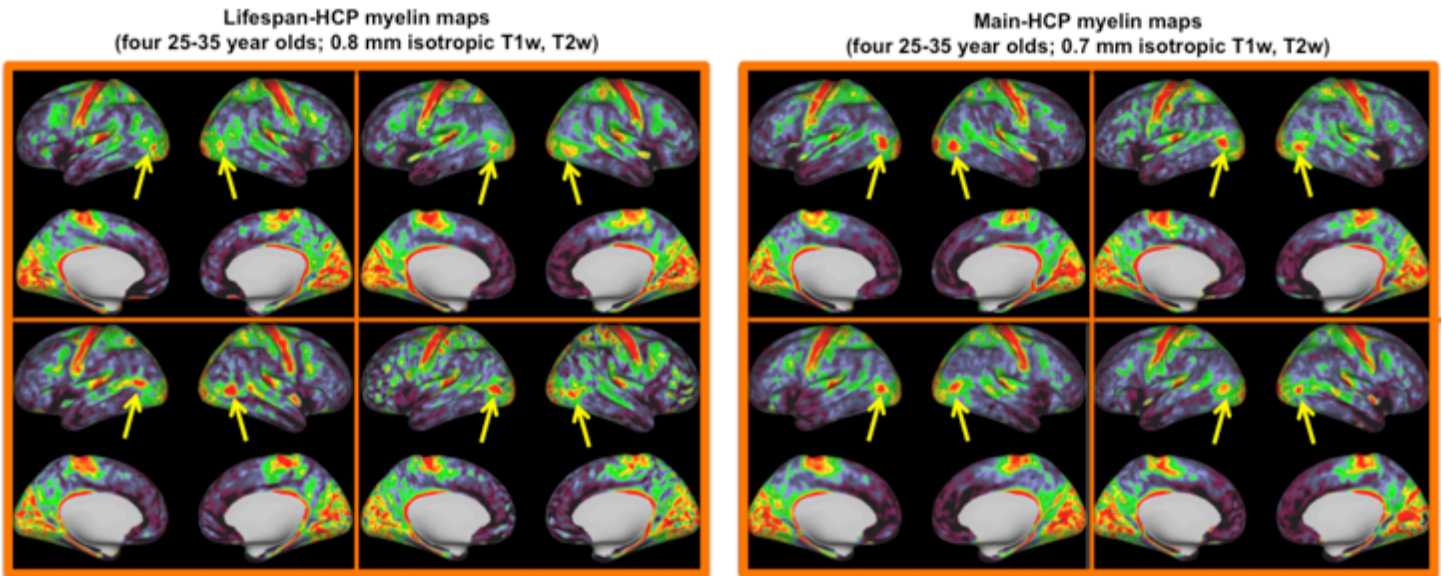 Lifespan-HCP myelin maps
(four 25-35 year olds; 0.8 mm isotropic T1w, T2w)
Main-HCP myelin maps
(four 25-35 year olds; 0.7 mm isotropic T1w, T2w)